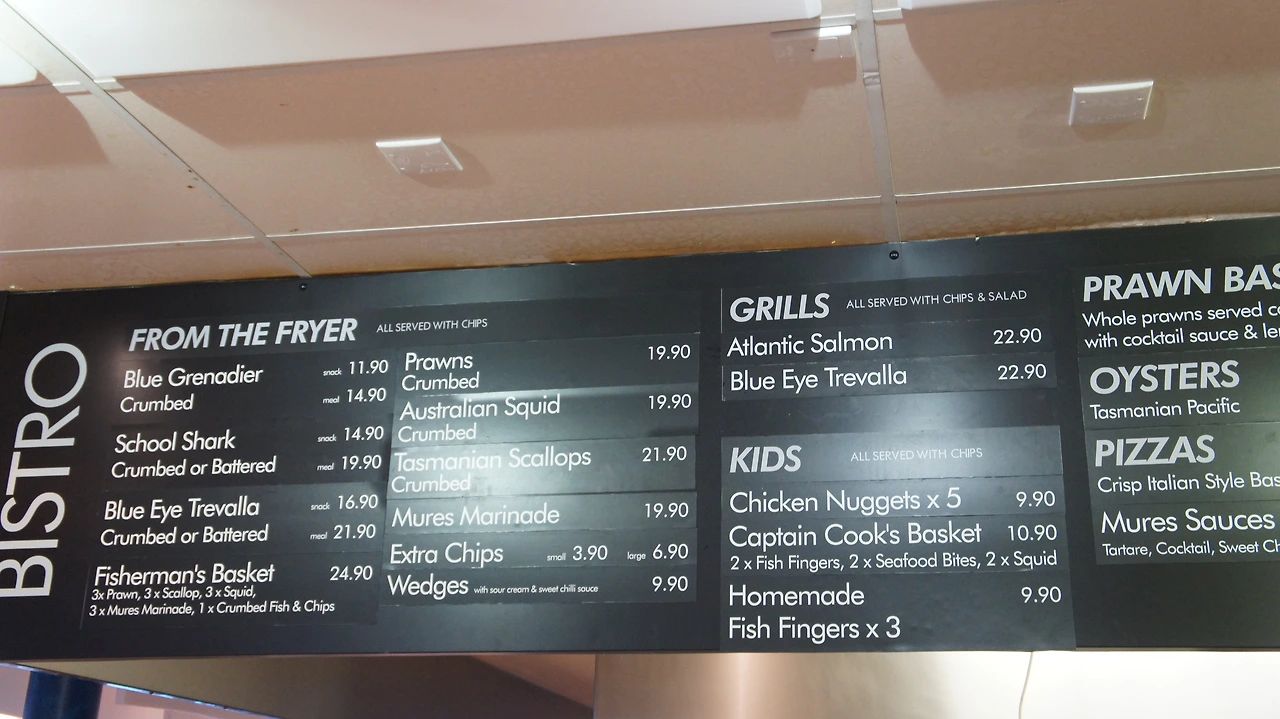 BISTRO
FROM THE FRYER ALL SERVED WITH CHIPS
Blue Grenadier snack 11.90
Crumbed meal 14.90
School Shark snack 14.90
Crumbed or Battered meal 19.90
Blue Eye Trevalla snack 16.90
Crumbed or Battered meal 21.90
Fisherman's Basket 24.90
3x Prawn, 3 x Scallop, 3 x Squid,
3 x Mures Marinade, 1 x Crumbed Fish & Chips
Prawns 19.90
Crumbed
Australian Squid 19.90
Crumbed
Tasmanian Scallops 21.90
Crumbed
Mures Marinade 19.90
Extra Chips small 3.90 large 6.90
Wedges with sour cream & sweet chilli sauce 9.90
GRILLS ALL SERVED WITH CHIPS & SALAD
Atlantic Salmon 22.90
Blue Eye Trevalla 22.90
KIDS ALL SERVED WITH CHIPS
Chicken Nuggets x 5 9.90
Captain Cook's Basket 10.90
2 x Fish Fingers, 2 x Seafood Bites, 2 x Squid
Homemade 9.90
Fish Fingers x 3
PRAWN
Whole prawns served
with cocktail sauce &
OYSTERS
Tasmanian Pacific
PIZZAS
Crisp Italian Style
Mures Sauces
Tartare, Cocktail, Sweet